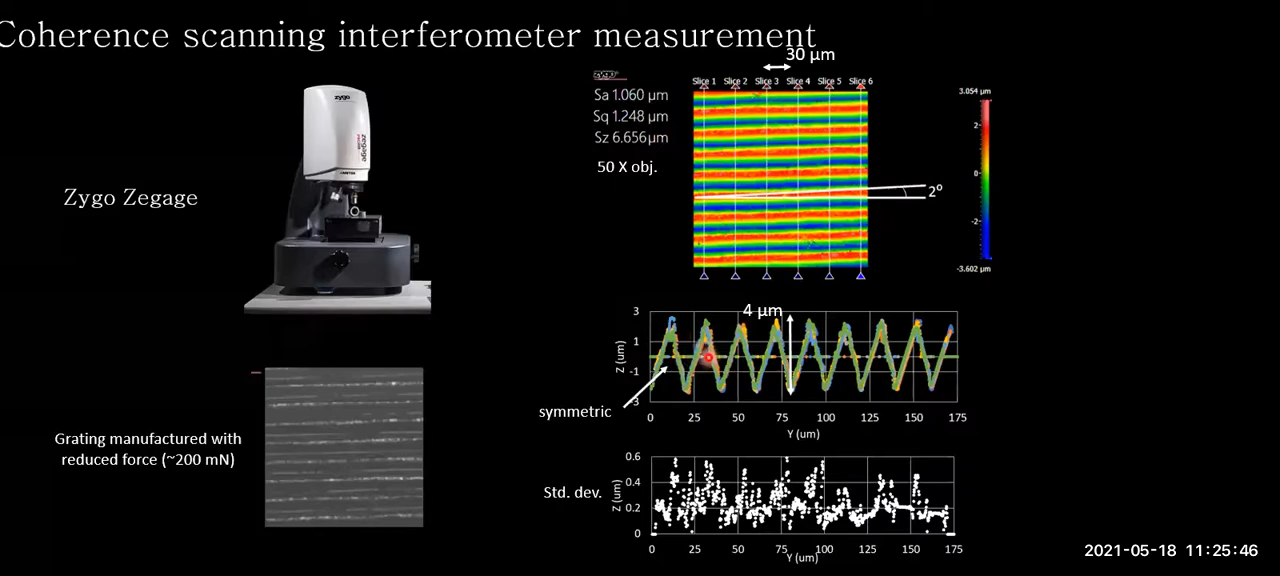 Coherence scanning interferometer measurement
30 µm
zygo
Slice 1 Slice 2 Slice 3 Slice 4 Slice 5 Slice 6
Sa 1.060 µm
Sq 1.248 µm
Sz 6.656 µm
50 X obj.
3.054 µm
2
0
-2
-3.602 µm
2º
zygo
zegage
Zygo Zegage
4 µm
3
1
-1
-3
Z (um)
0 25 50 75 100 125 150 175
Y (um)
symmetric
Grating manufactured with
reduced force (~200 mN)
Std. dev.
0.6
0.4
0.2
0
Z (um)
0 25 50 75 100 125 150 175
Y (um)
2021-05-18 11:25:46